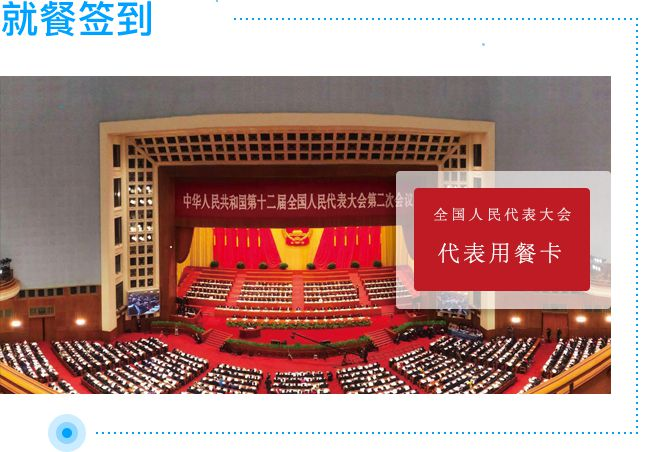 就餐签到
中华人民共和国第十二届全国人民代表大会第二次会议
全国人民代表大会
代表用餐卡